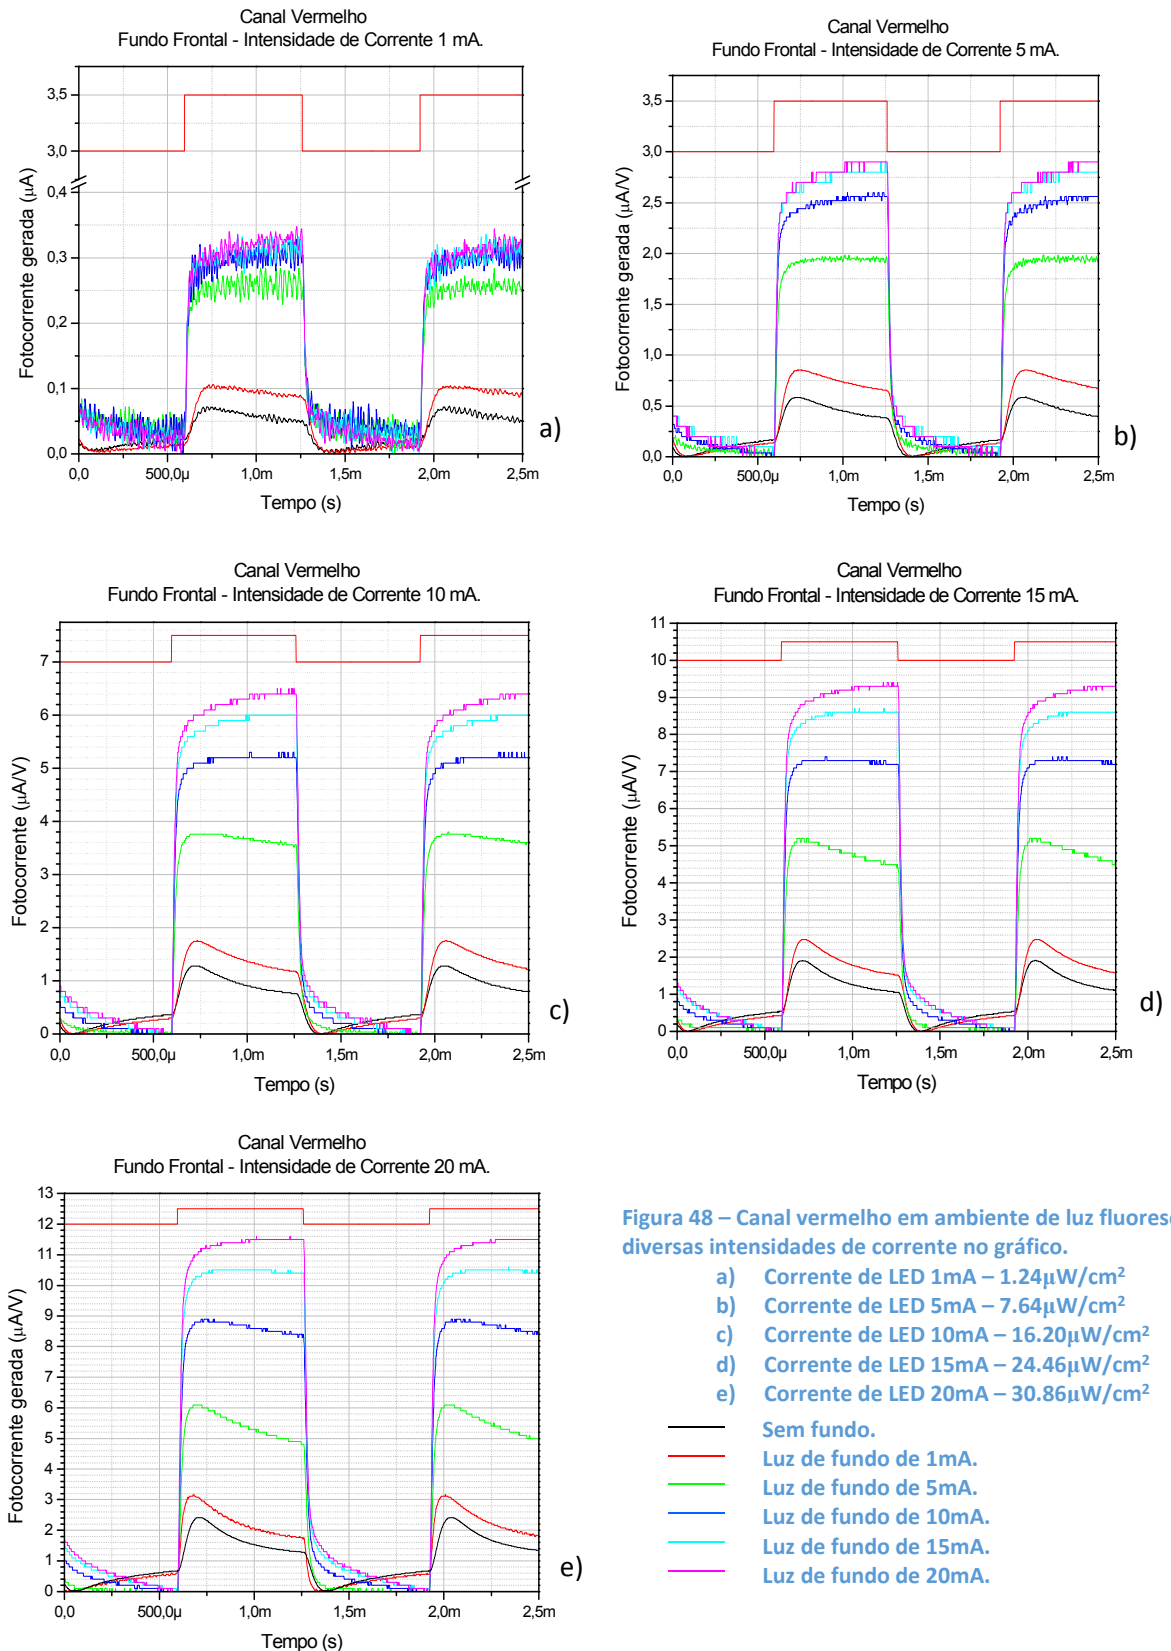 Canal Vermelho
Fundo Frontal - Intensidade de Corrente 1 mA.
Fotocorrente gerada (µA)
3,5
3,0
0,4
0,3
0,2
0,1
0,0
0,0 500,0µ 1,0m 1,5m 2,0m 2,5m
Tempo (s)
a)
Canal Vermelho
Fundo Frontal - Intensidade de Corrente 5 mA.
Fotocorrente gerada (µA/V)
3,5
3,0
2,5
2,0
1,5
1,0
0,5
0,0
0,0 500,0µ 1,0m 1,5m 2,0m 2,5m
Tempo (s)
b)
Canal Vermelho
Fundo Frontal - Intensidade de Corrente 10 mA.
Fotocorrente (µA/V)
7
6
5
4
3
2
1
0
0,0 500,0µ 1,0m 1,5m 2,0m 2,5m
Tempo (s)
c)
Canal Vermelho
Fundo Frontal - Intensidade de Corrente 15 mA.
Fotocorrente (µA/V)
11
10
9
8
7
6
5
4
3
2
1
0
0,0 500,0µ 1,0m 1,5m 2,0m 2,5m
Tempo (s)
d)
Canal Vermelho
Fundo Frontal - Intensidade de Corrente 20 mA.
Fotocorrente gerada (µA/V)
13
12
11
10
9
8
7
6
5
4
3
2
1
0
0,0 500,0µ 1,0m 1,5m 2,0m 2,5m
Tempo (s)
e)
Figura 48 – Canal vermelho em ambiente de luz fluores
diversas intensidades de corrente no gráfico.
a) Corrente de LED 1mA – 1.24µW/cm²
b) Corrente de LED 5mA – 7.64µW/cm²
c) Corrente de LED 10mA – 16.20µW/cm²
d) Corrente de LED 15mA – 24.46µW/cm²
e) Corrente de LED 20mA – 30.86µW/cm²
Sem fundo.
Luz de fundo de 1mA.
Luz de fundo de 5mA.
Luz de fundo de 10mA.
Luz de fundo de 15mA.
Luz de fundo de 20mA.